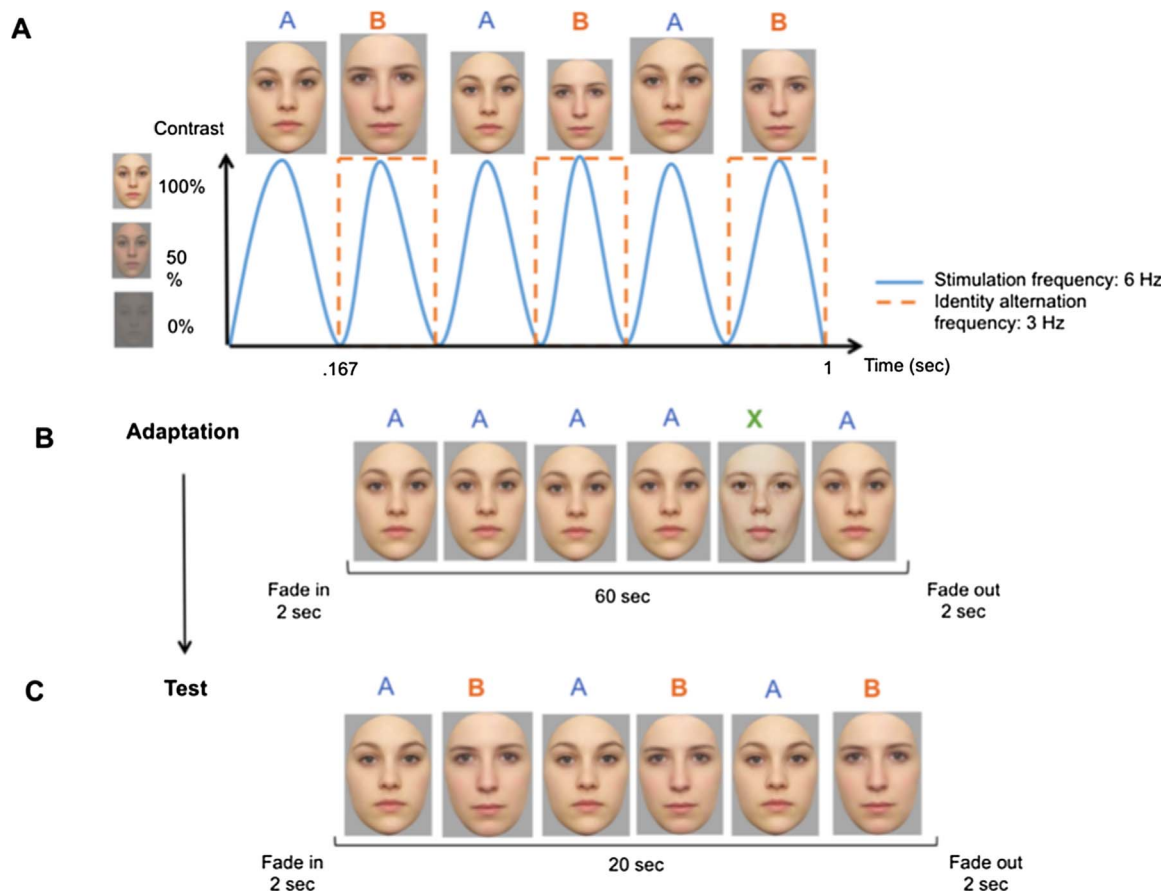 A
A B A B A B
Contrast
100%
50
%
0%
Stimulation frequency: 6 Hz
Identity alternation
frequency: 3 Hz
.167
1
Time (sec)
B
Adaptation
A A A A X A
Fade in
2 sec
60 sec
Fade out
2 sec
C
Test
A B A B A B
Fade in
2 sec
20 sec
Fade out
2 sec